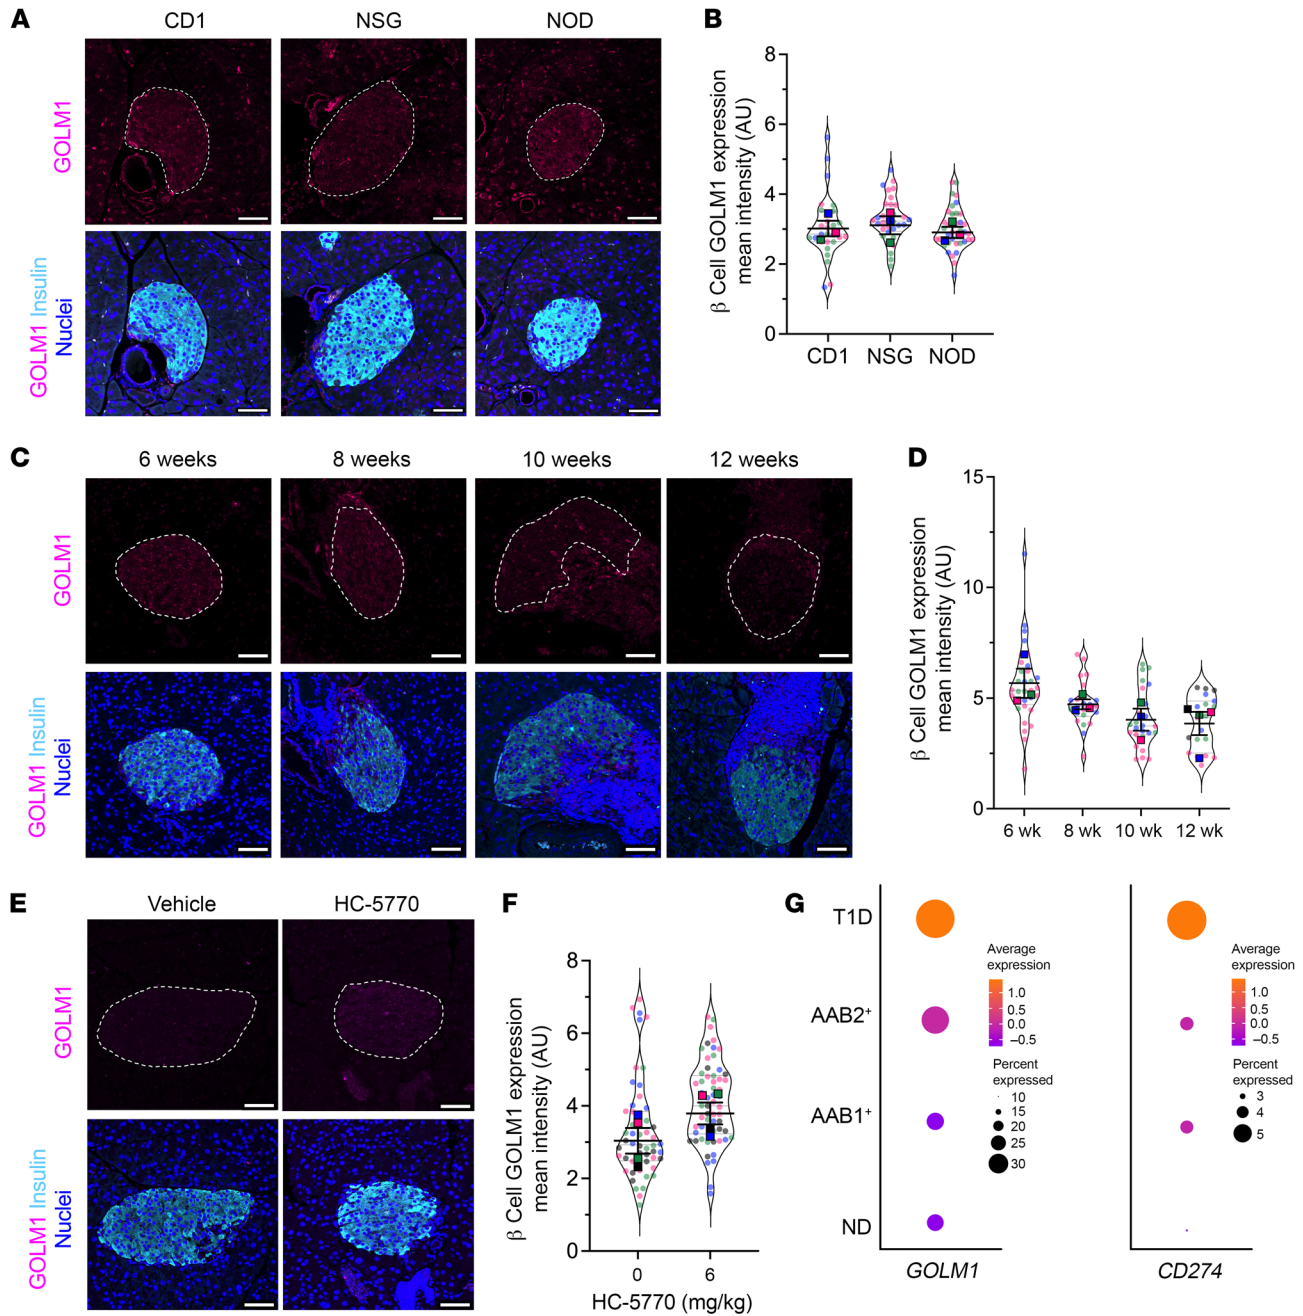 A
CD1
NSG
NOD
GOLM1
GOLM1 Insulin
Nuclei
B
β Cell GOLM1 expression
mean intensity (AU)
8
6
4
2
0
CD1
NSG
NOD
C
6 weeks
8 weeks
10 weeks
12 weeks
GOLM1
GOLM1 Insulin
Nuclei
D
β Cell GOLM1 expression
mean intensity (AU)
15
10
5
0
6 wk
8 wk
10 wk
12 wk
E
Vehicle
HC-5770
GOLM1
GOLM1 Insulin
Nuclei
F
β Cell GOLM1 expression
mean intensity (AU)
8
6
4
2
0
0
6
HC-5770 (mg/kg)
G
T1D
AAB2+
AAB1+
ND
GOLM1
Average
expression
1.0
0.5
0.0
−0.5
Percent
expressed
10
15
20
25
30
CD274
Average
expression
1.0
0.5
0.0
−0.5
Percent
expressed
3
4
5